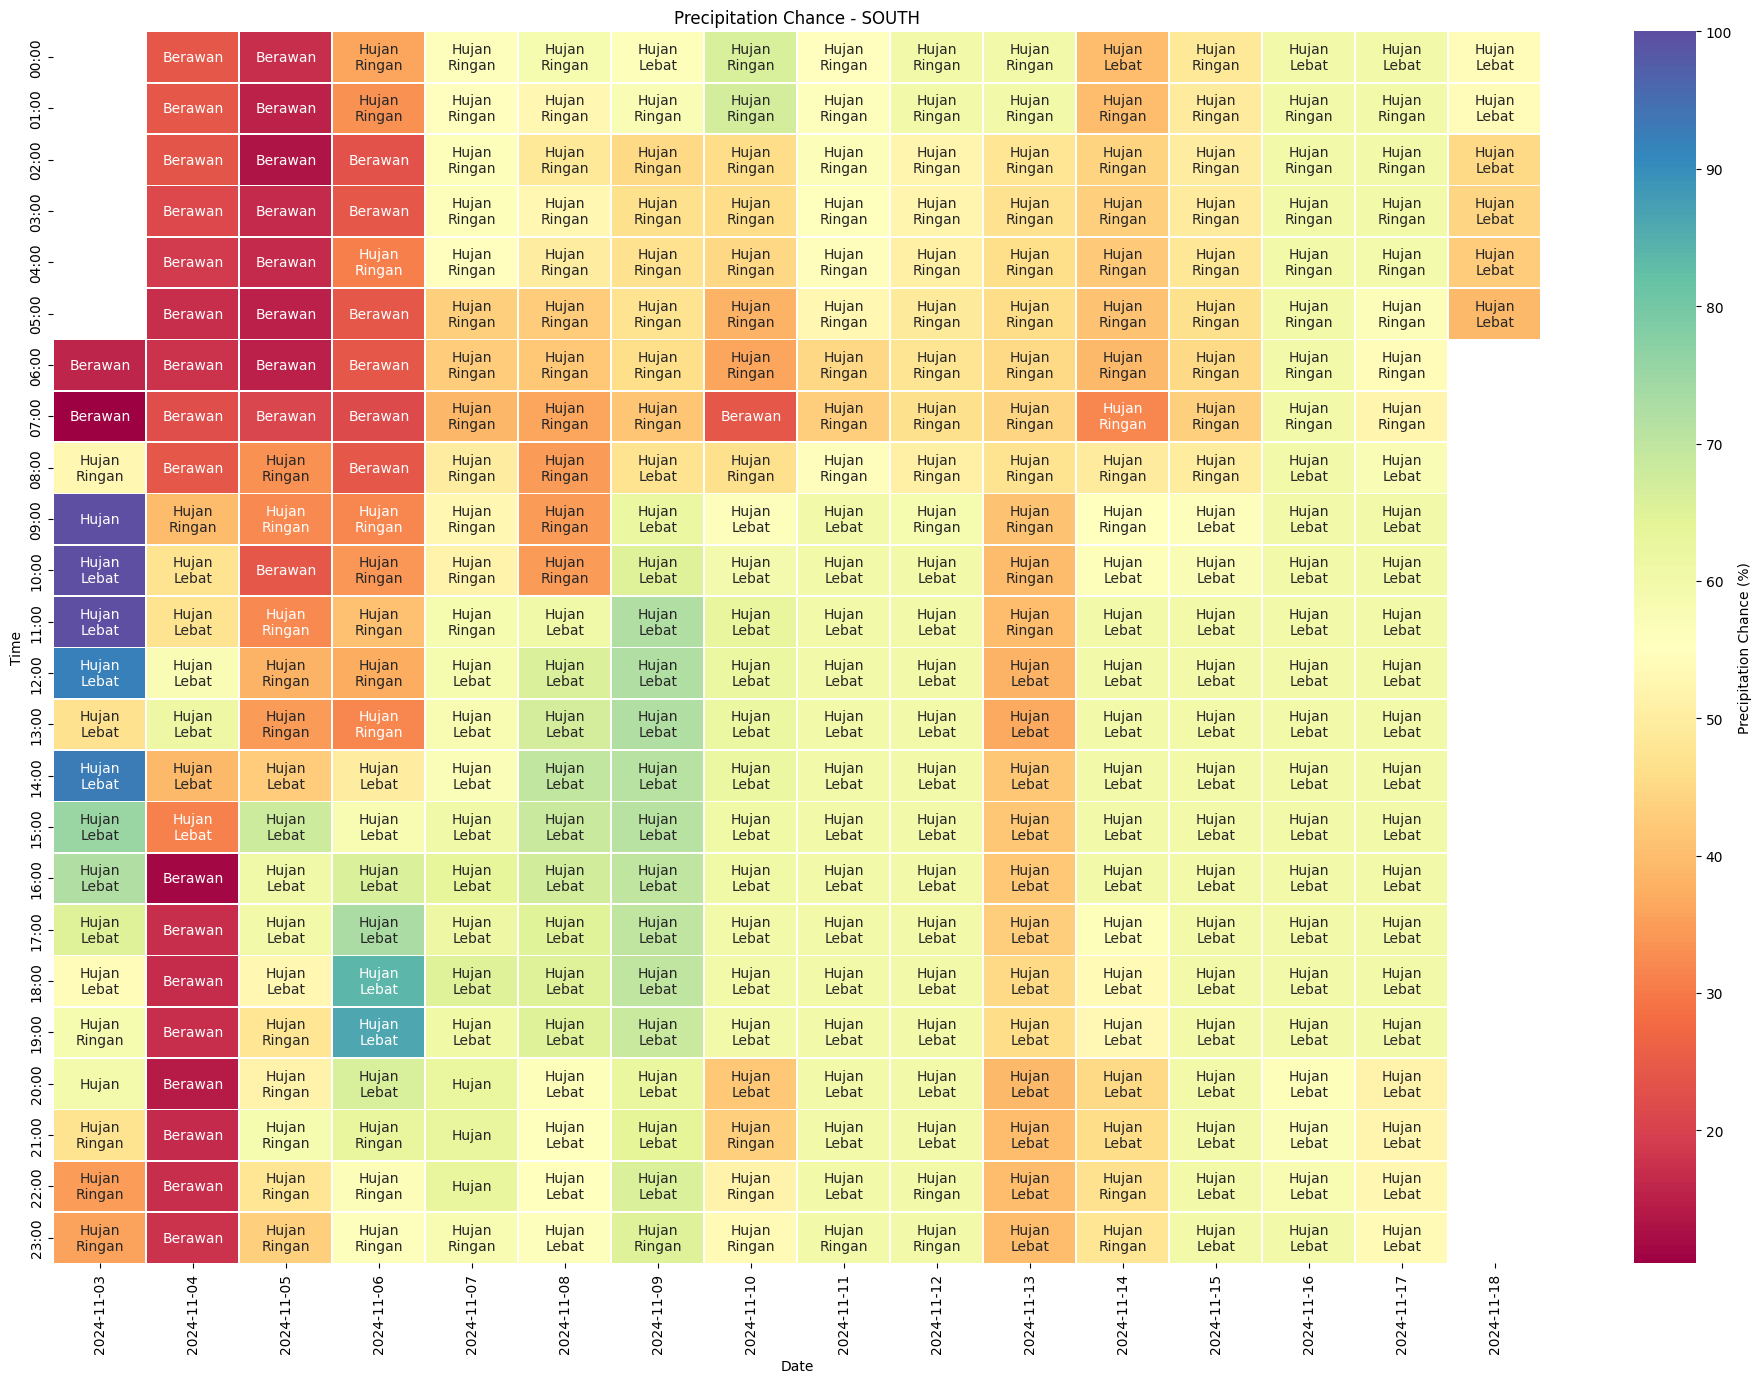 Precipitation Chance - SOUTH
00:00 Berawan Berawan Hujan Ringan Hujan Ringan Hujan Ringan Hujan Lebat Hujan Ringan Hujan Ringan Hujan Ringan Hujan Ringan Hujan Lebat Hujan Ringan Hujan Lebat Hujan Lebat Hujan Lebat
01:00 Berawan Berawan Hujan Ringan Hujan Ringan Hujan Ringan Hujan Ringan Hujan Ringan Hujan Ringan Hujan Ringan Hujan Ringan Hujan Ringan Hujan Ringan Hujan Ringan Hujan Ringan Hujan Lebat
02:00 Berawan Berawan Berawan Hujan Ringan Hujan Ringan Hujan Ringan Hujan Ringan Hujan Ringan Hujan Ringan Hujan Ringan Hujan Ringan Hujan Ringan Hujan Ringan Hujan Ringan Hujan Lebat
03:00 Berawan Berawan Berawan Hujan Ringan Hujan Ringan Hujan Ringan Hujan Ringan Hujan Ringan Hujan Ringan Hujan Ringan Hujan Ringan Hujan Ringan Hujan Ringan Hujan Ringan Hujan Lebat
04:00 Berawan Berawan Hujan Ringan Hujan Ringan Hujan Ringan Hujan Ringan Hujan Ringan Hujan Ringan Hujan Ringan Hujan Ringan Hujan Ringan Hujan Ringan Hujan Ringan Hujan Ringan Hujan Lebat
05:00 Berawan Berawan Berawan Hujan Ringan Hujan Ringan Hujan Ringan Hujan Ringan Hujan Ringan Hujan Ringan Hujan Ringan Hujan Ringan Hujan Ringan Hujan Ringan Hujan Ringan Hujan Lebat
06:00 Berawan Berawan Berawan Berawan Hujan Ringan Hujan Ringan Hujan Ringan Hujan Ringan Hujan Ringan Hujan Ringan Hujan Ringan Hujan Ringan Hujan Ringan Hujan Ringan Hujan Ringan
07:00 Berawan Berawan Berawan Berawan Hujan Ringan Hujan Ringan Hujan Ringan Berawan Hujan Ringan Hujan Ringan Hujan Ringan Hujan Ringan Hujan Ringan Hujan Ringan Hujan Ringan
08:00 Hujan Ringan Berawan Hujan Ringan Berawan Hujan Ringan Hujan Ringan Hujan Lebat Hujan Ringan Hujan Ringan Hujan Ringan Hujan Ringan Hujan Ringan Hujan Ringan Hujan Lebat Hujan Lebat
09:00 Hujan Hujan Ringan Hujan Ringan Hujan Ringan Hujan Ringan Hujan Ringan Hujan Lebat Hujan Lebat Hujan Lebat Hujan Ringan Hujan Ringan Hujan Ringan Hujan Lebat Hujan Lebat Hujan Lebat
10:00 Hujan Lebat Hujan Lebat Berawan Hujan Ringan Hujan Ringan Hujan Ringan Hujan Lebat Hujan Lebat Hujan Lebat Hujan Lebat Hujan Ringan Hujan Lebat Hujan Lebat Hujan Lebat Hujan Lebat
11:00 Hujan Lebat Hujan Lebat Hujan Ringan Hujan Ringan Hujan Ringan Hujan Lebat Hujan Lebat Hujan Lebat Hujan Lebat Hujan Lebat Hujan Ringan Hujan Lebat Hujan Lebat Hujan Lebat Hujan Lebat
12:00 Hujan Lebat Hujan Lebat Hujan Ringan Hujan Ringan Hujan Lebat Hujan Lebat Hujan Lebat Hujan Lebat Hujan Lebat Hujan Lebat Hujan Lebat Hujan Lebat Hujan Lebat Hujan Lebat Hujan Lebat
13:00 Hujan Lebat Hujan Lebat Hujan Ringan Hujan Ringan Hujan Lebat Hujan Lebat Hujan Lebat Hujan Lebat Hujan Lebat Hujan Lebat Hujan Lebat Hujan Lebat Hujan Lebat Hujan Lebat Hujan Lebat
14:00 Hujan Lebat Hujan Lebat Hujan Lebat Hujan Lebat Hujan Lebat Hujan Lebat Hujan Lebat Hujan Lebat Hujan Lebat Hujan Lebat Hujan Lebat Hujan Lebat Hujan Lebat Hujan Lebat Hujan Lebat
15:00 Hujan Lebat Hujan Lebat Hujan Lebat Hujan Lebat Hujan Lebat Hujan Lebat Hujan Lebat Hujan Lebat Hujan Lebat Hujan Lebat Hujan Lebat Hujan Lebat Hujan Lebat Hujan Lebat Hujan Lebat
16:00 Hujan Lebat Berawan Hujan Lebat Hujan Lebat Hujan Lebat Hujan Lebat Hujan Lebat Hujan Lebat Hujan Lebat Hujan Lebat Hujan Lebat Hujan Lebat Hujan Lebat Hujan Lebat Hujan Lebat
17:00 Hujan Lebat Berawan Hujan Lebat Hujan Lebat Hujan Lebat Hujan Lebat Hujan Lebat Hujan Lebat Hujan Lebat Hujan Lebat Hujan Lebat Hujan Lebat Hujan Lebat Hujan Lebat Hujan Lebat
18:00 Hujan Lebat Berawan Hujan Lebat Hujan Lebat Hujan Lebat Hujan Lebat Hujan Lebat Hujan Lebat Hujan Lebat Hujan Lebat Hujan Lebat Hujan Lebat Hujan Lebat Hujan Lebat Hujan Lebat
19:00 Hujan Ringan Berawan Hujan Ringan Hujan Lebat Hujan Lebat Hujan Lebat Hujan Lebat Hujan Lebat Hujan Lebat Hujan Lebat Hujan Lebat Hujan Lebat Hujan Lebat Hujan Lebat Hujan Lebat
20:00 Hujan Berawan Hujan Ringan Hujan Lebat Hujan Hujan Lebat Hujan Lebat Hujan Lebat Hujan Lebat Hujan Lebat Hujan Lebat Hujan Lebat Hujan Lebat Hujan Lebat Hujan Lebat
21:00 Hujan Ringan Berawan Hujan Ringan Hujan Ringan Hujan Hujan Lebat Hujan Lebat Hujan Ringan Hujan Lebat Hujan Lebat Hujan Lebat Hujan Lebat Hujan Lebat Hujan Lebat Hujan Lebat
22:00 Hujan Ringan Berawan Hujan Ringan Hujan Ringan Hujan Hujan Lebat Hujan Lebat Hujan Ringan Hujan Lebat Hujan Ringan Hujan Lebat Hujan Ringan Hujan Lebat Hujan Lebat Hujan Lebat
23:00 Hujan Ringan Berawan Hujan Ringan Hujan Ringan Hujan Ringan Hujan Lebat Hujan Ringan Hujan Ringan Hujan Ringan Hujan Ringan Hujan Lebat Hujan Ringan Hujan Lebat Hujan Lebat Hujan Lebat
Time
2024-11-03 2024-11-04 2024-11-05 2024-11-06 2024-11-07 2024-11-08 2024-11-09 2024-11-10 2024-11-11 2024-11-12 2024-11-13 2024-11-14 2024-11-15 2024-11-16 2024-11-17 2024-11-18
Date
100
90
80
70
60
50
40
30
20
Precipitation Chance (%)